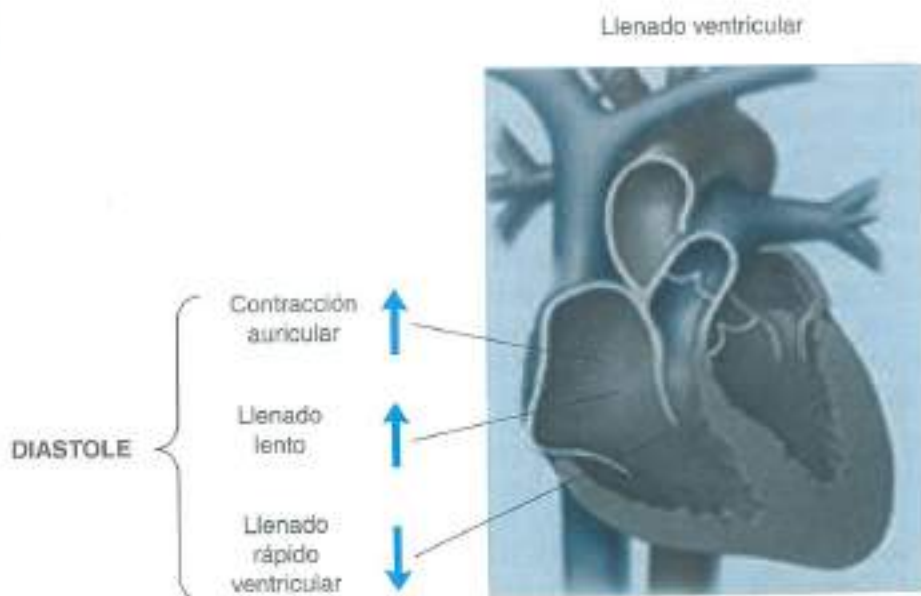 Llenado ventricular
Contracción
auricular
Llenado
lento
DIASTOLE
Llenado
rápido
ventricular